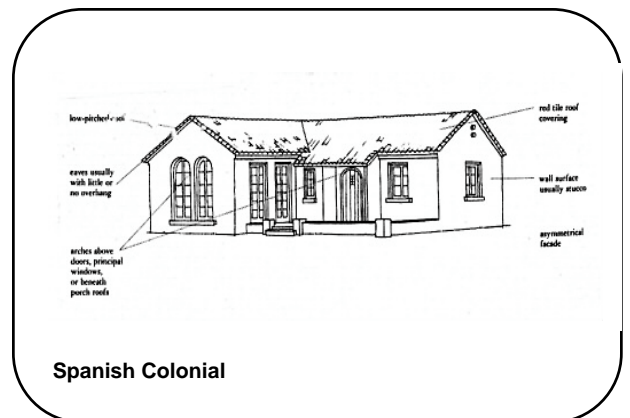 low-pitched roof
eaves usually
with little or
no overhang
arches above
doors, principal
windows,
or beneath
porch roofs
red tile roof
covering
wall surface
usually stucco
asymmetrical
facade
Spanish Colonial